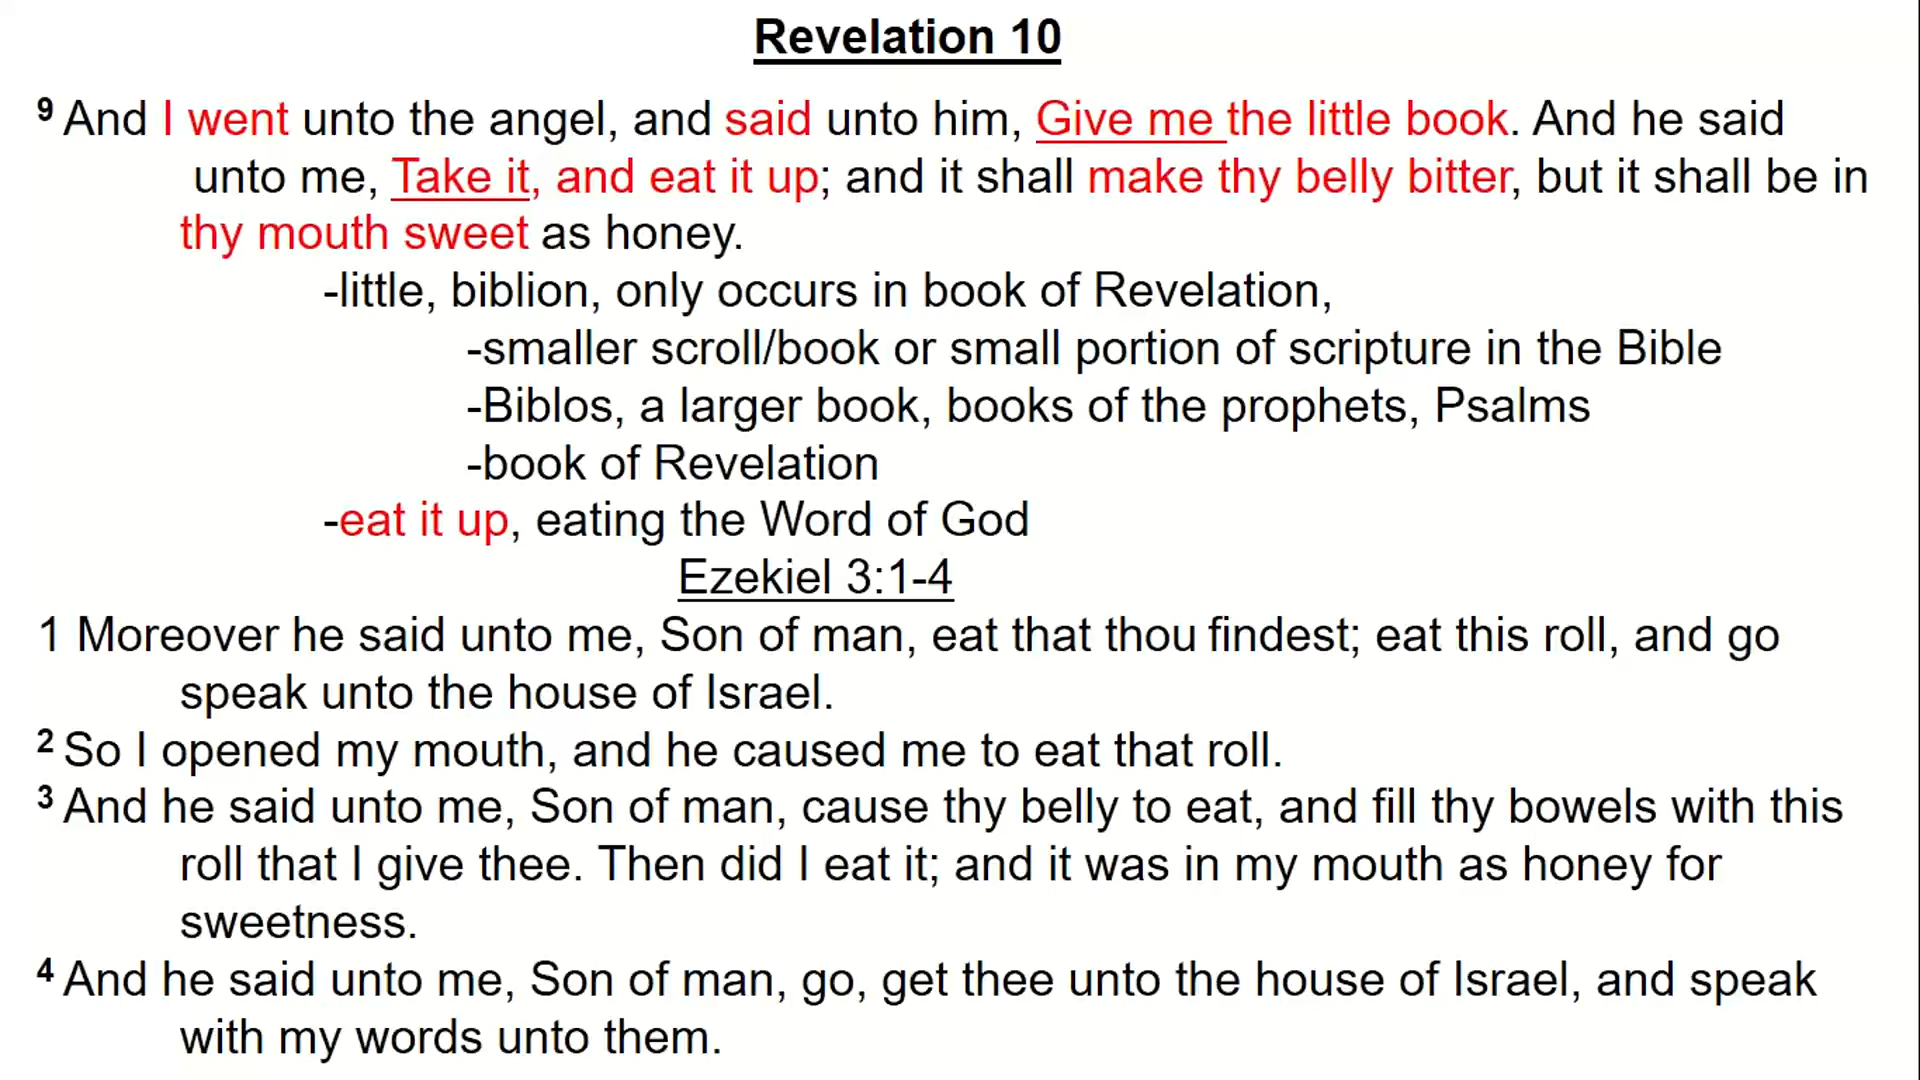 Revelation 10
9 And I went unto the angel, and said unto him, Give me the little book. And he said
unto me, Take it, and eat it up; and it shall make thy belly bitter, but it shall be in
thy mouth sweet as honey.
-little, biblion, only occurs in book of Revelation,
-smaller scroll/book or small portion of scripture in the Bible
-Biblos, a larger book, books of the prophets, Psalms
-book of Revelation
-eat it up, eating the Word of God
Ezekiel 3:1-4
1 Moreover he said unto me, Son of man, eat that thou findest; eat this roll, and go
speak unto the house of Israel.
2 So I opened my mouth, and he caused me to eat that roll.
3 And he said unto me, Son of man, cause thy belly to eat, and fill thy bowels with this
roll that I give thee. Then did I eat it; and it was in my mouth as honey for
sweetness.
4 And he said unto me, Son of man, go, get thee unto the house of Israel, and speak
with my words unto them.